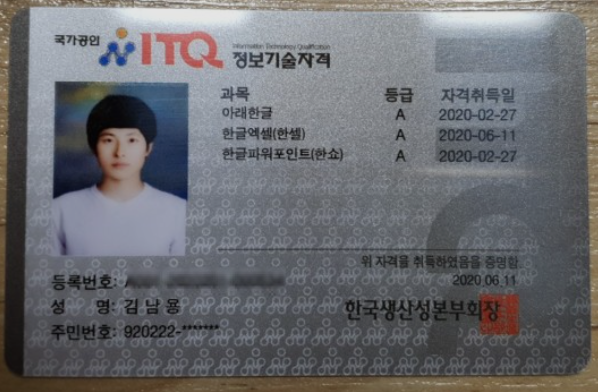 국가공인 ITQ Information Technology Qualification
정보기술자격
과목 등급 자격취득일
아래한글 A 2020-02-27
한글엑셀(한셀) A 2020-06-11
한글파워포인트(한쇼) A 2020-02-27
위 자격을 취득하였음을 증명함.
2020 06.11
등록번호:
성 명: 김남용
한국생산성본부회장
주민번호: 920222-*******